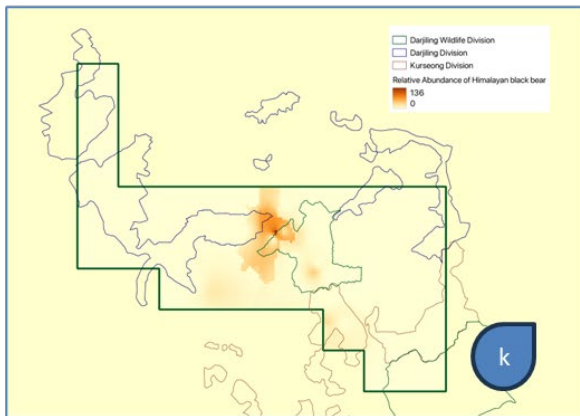 Darjiling Wildlife Division
Darjiling Division
Kurseong Division
Relative Abundance of Himalayan black bear
136
0
k